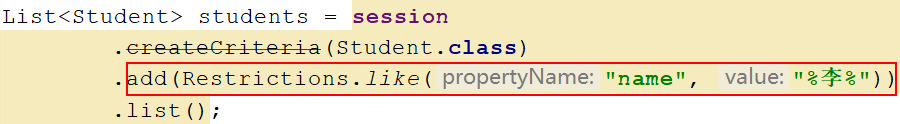 List<Student> students = session
.createCriteria(Student.class)
.add(Restrictions.like( propertyName: "name", value: "%李%"))
.list();